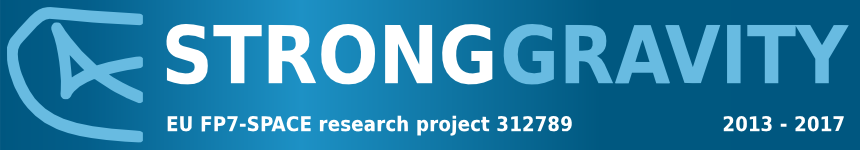 STRONGGRAVITY
EU FP7-SPACE research project 312789 2013 - 2017